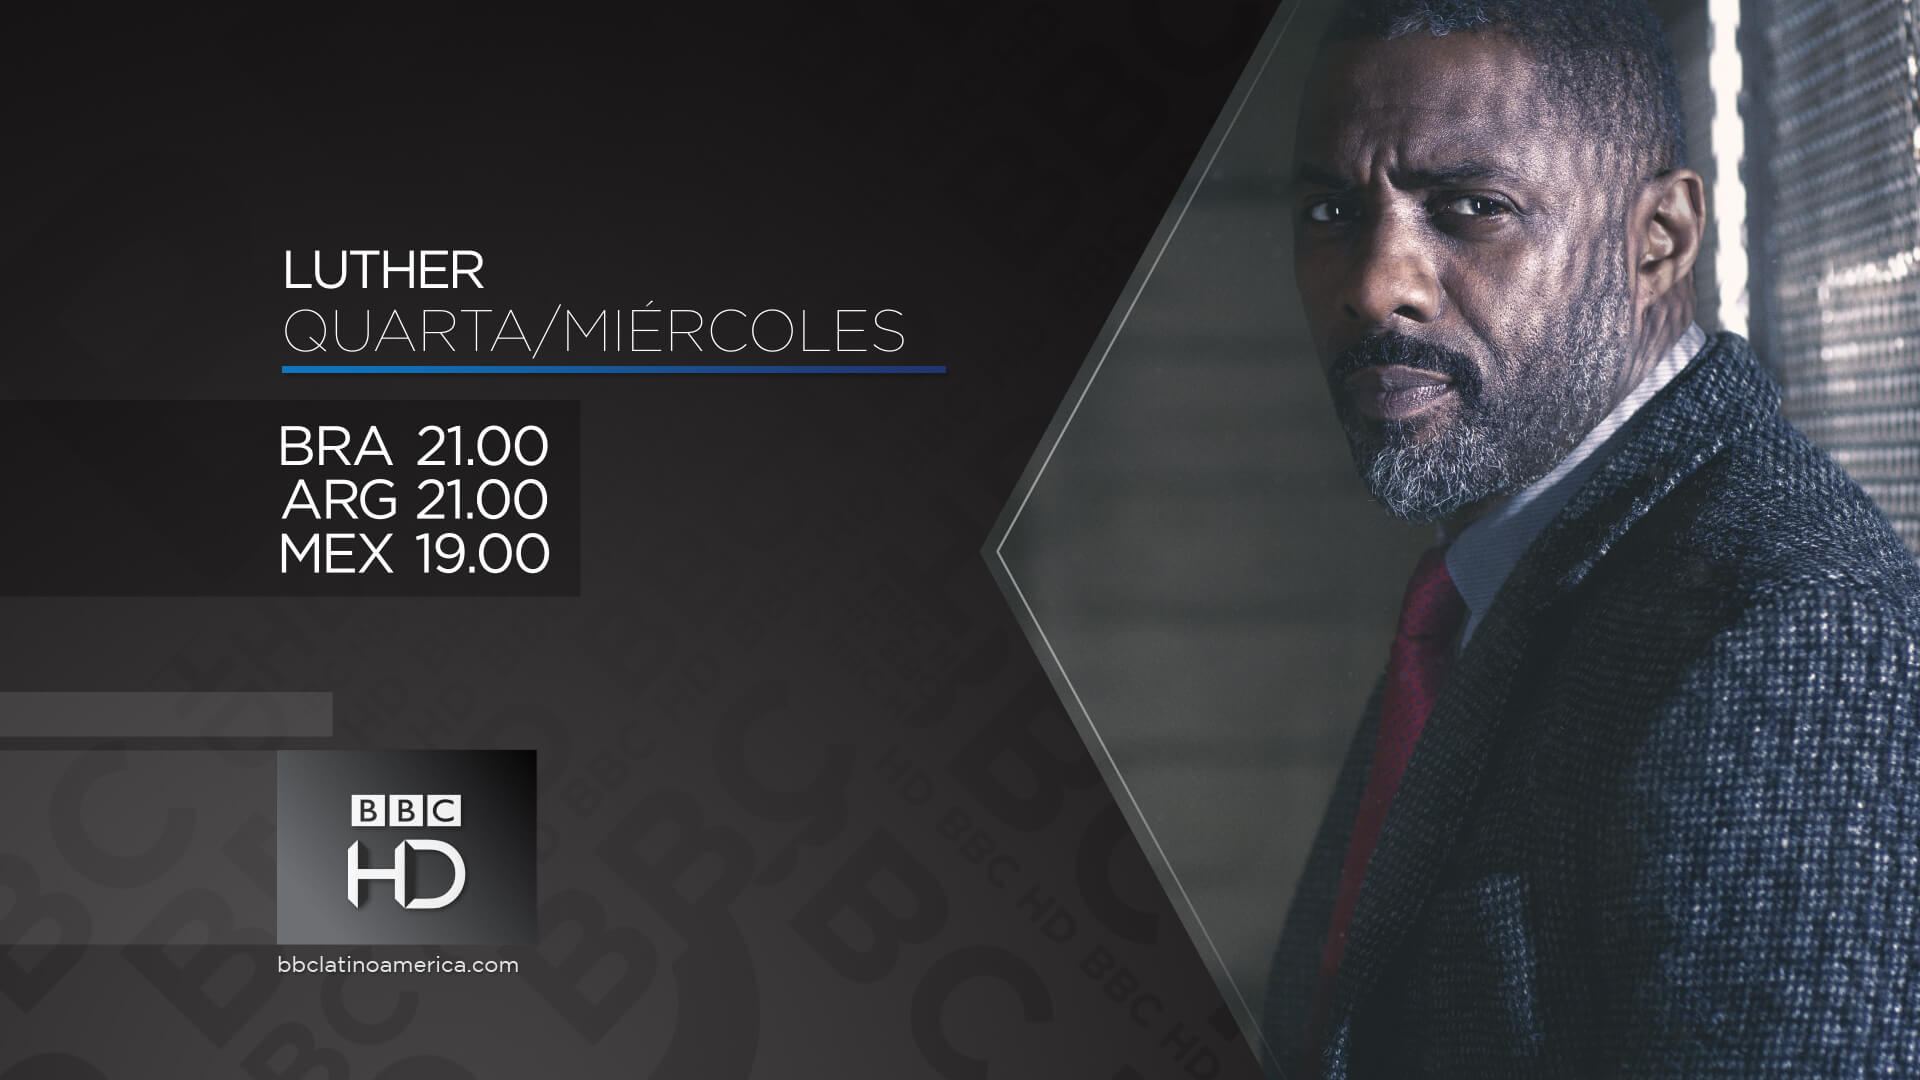 LUTHER
QUARTA/MIÉRCOLES
BRA 21.00
ARG 21.00
MEX 19.00
BBC
HD
bbclatinoamerica.com